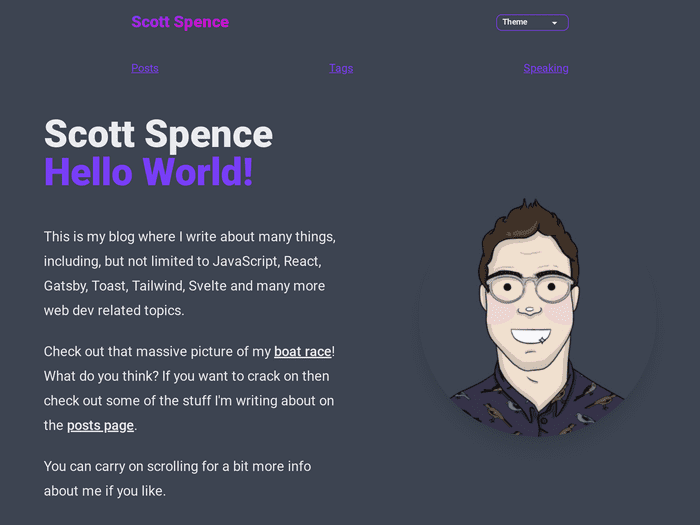 Scott Spence
Theme
Posts
Tags
Speaking
Scott Spence
Hello World!
This is my blog where I write about many things,
including, but not limited to JavaScript, React,
Gatsby, Toast, Tailwind, Svelte and many more
web dev related topics.
Check out that massive picture of my boat race!
What do you think? If you want to crack on then
check out some of the stuff I'm writing about on
the posts page.
You can carry on scrolling for a bit more info
about me if you like.